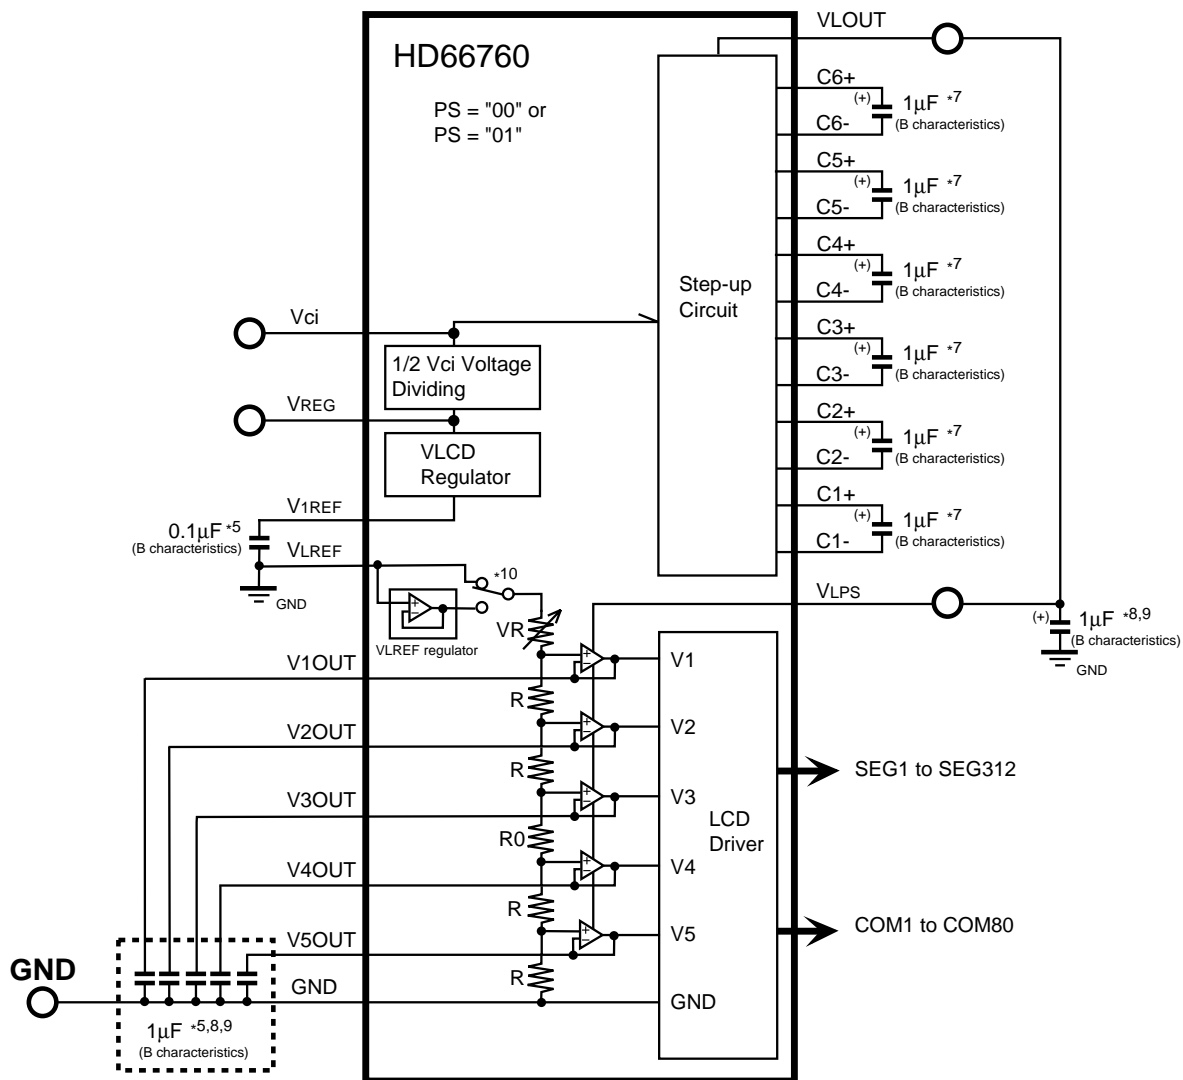 VLOUT
HD66760
PS = "00" or
PS = "01"
C6+
(+)
1μF *7
C6-
(B characteristics)
C5+
(+)
1μF *7
C5-
(B characteristics)
C4+
(+)
1μF *7
C4-
(B characteristics)
Step-up
Circuit
Vci
C3+
(+)
1μF *7
C3-
(B characteristics)
1/2 Vci Voltage
Dividing
VREG
C2+
(+)
1μF *7
C2-
(B characteristics)
VLCD
Regulator
V1REF
C1+
(+)
1μF *7
C1-
(B characteristics)
0.1μF *5
(B characteristics)
VLREF
GND
*10
+
-
VLREF regulator
VR
VLPS
(+)
1μF *8,9
(B characteristics)
GND
V1OUT
+
-
V1
R
V2OUT
+
-
V2
R
SEG1 to SEG312
V3OUT
+
-
V3
LCD
Driver
R0
V4OUT
+
-
V4
R
COM1 to COM80
V5OUT
+
-
V5
GND
R
GND
GND
1μF *5,8,9
(B characteristics)